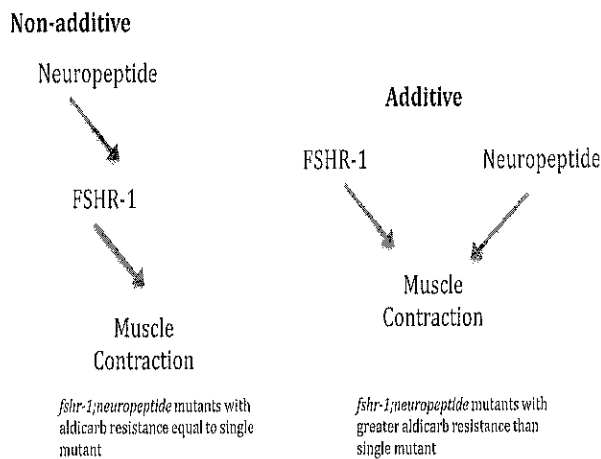 Non-additive
Neuropeptide
FSHR-1
Muscle
Contraction
fshr-1;neuropeptide mutants with
aldicarb resistance equal to single
mutant
Additive
FSHR-1
Neuropeptide
Muscle
Contraction
fshr-1;neuropeptide mutants with
greater aldicarb resistance than
single mutant